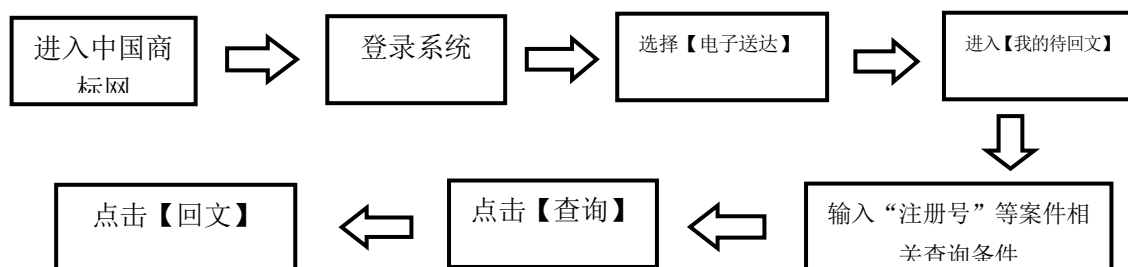 进入中国商
标网
登录系统
选择【电子送达】
进入【我的待回文】
输入“注册号”等案件相
关查询条件
点击【查询】
点击【回文】